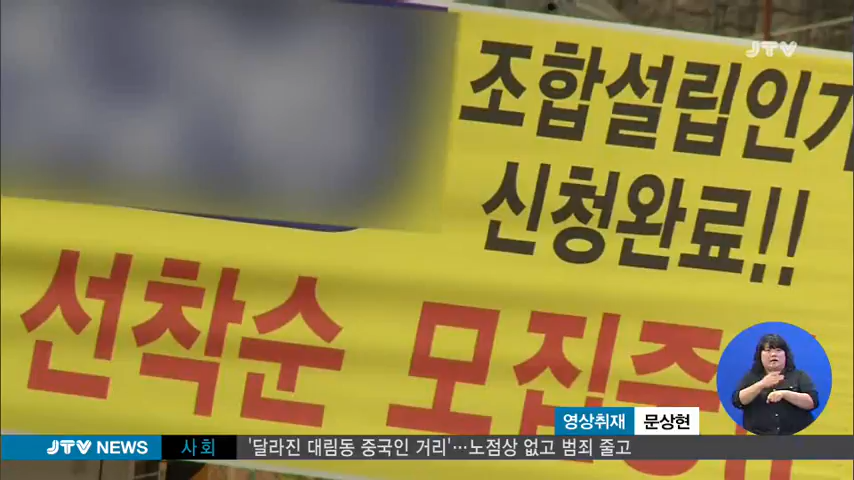 JTV
조합설립인가
신청완료!!
선착순 모집중!!
영상취재 문상현
JTV NEWS 사회 '달라진 대림동 중국인 거리'…노점상 없고 범죄 줄고